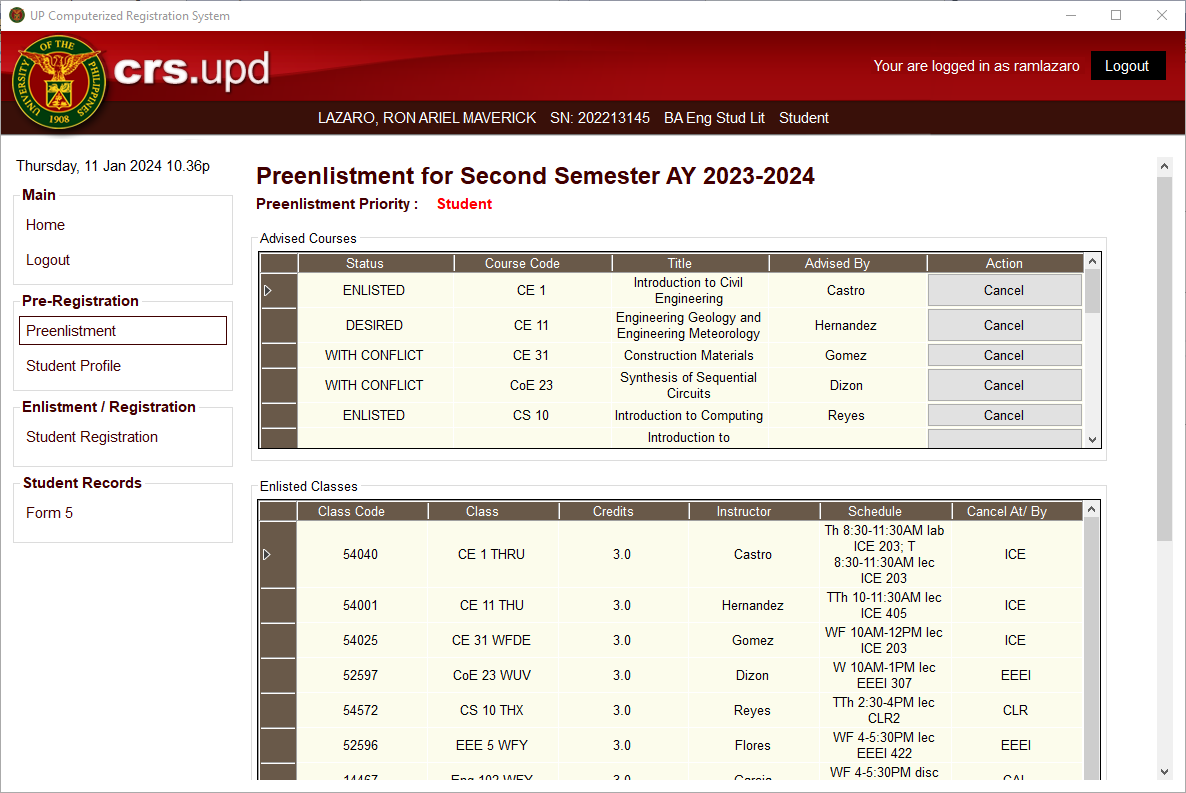 UP Computerized Registration System
UNIVERSITY OF THE PHILIPPINES
1908
crs.upd
Your are logged in as ramlazaro
Logout
LAZARO, RON ARIEL MAVERICK SN: 202213145 BA Eng Stud Lit Student
Thursday, 11 Jan 2024 10.36p
Main
Home
Logout
Pre-Registration
Preenlistment
Student Profile
Enlistment / Registration
Student Registration
Student Records
Form 5
Preenlistment for Second Semester AY 2023-2024
Preenlistment Priority : Student
Advised Courses
Status Course Code Title Advised By Action
ENLISTED CE 1 Introduction to Civil Engineering Castro Cancel
DESIRED CE 11 Engineering Geology and Engineering Meteorology Hernandez Cancel
WITH CONFLICT CE 31 Construction Materials Gomez Cancel
WITH CONFLICT CoE 23 Synthesis of Sequential Circuits Dizon Cancel
ENLISTED CS 10 Introduction to Computing Reyes Cancel
Introduction to
Enlisted Classes
Class Code Class Credits Instructor Schedule Cancel At/ By
54040 CE 1 THRU 3.0 Castro Th 8:30-11:30AM lab ICE 203; T 8:30-11:30AM lec ICE 203 ICE
54001 CE 11 THU 3.0 Hernandez TTh 10-11:30AM lec ICE 405 ICE
54025 CE 31 WFDE 3.0 Gomez WF 10AM-12PM lec ICE 203 ICE
52597 CoE 23 WUV 3.0 Dizon W 10AM-1PM lec EEEI 307 EEEI
54572 CS 10 THX 3.0 Reyes TTh 2:30-4PM lec CLR2 CLR
52596 EEE 5 WFY 3.0 Flores WF 4-5:30PM lec EEEI 422 EEEI
14467 Eng 102 WFY 3.0 Garcia WF 4-5:30PM disc CAL